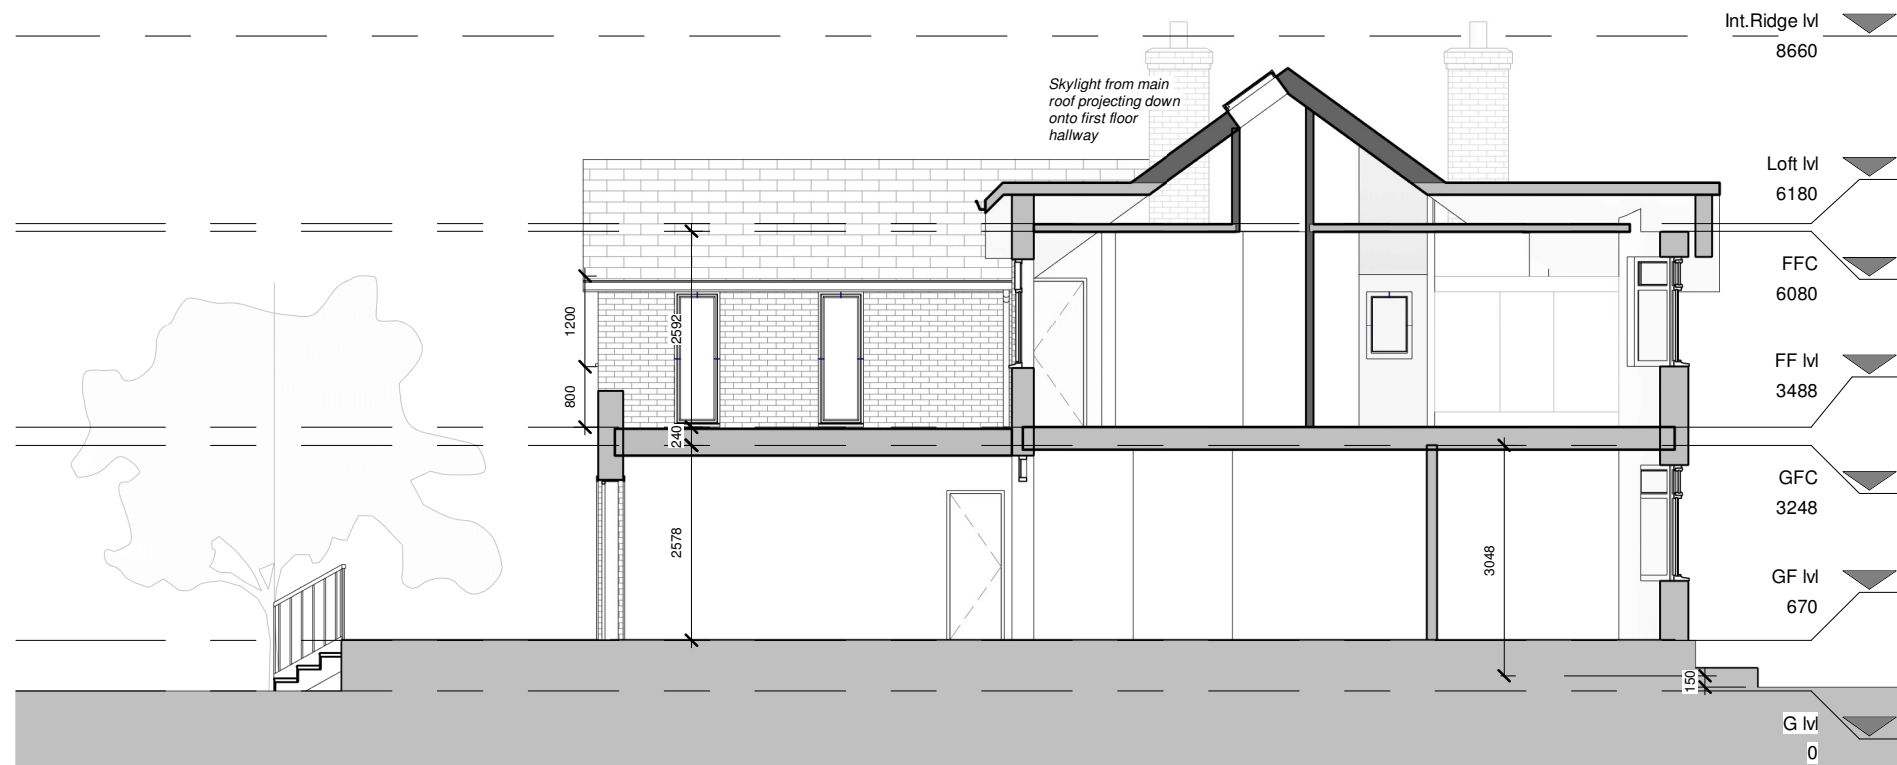 Int.Ridge lvl
8660
Skylight from main
roof projecting down
onto first floor
hallway
Loft lvl
6180
FFC
6080
1200
2592
FF lvl
3488
800
240
GFC
3248
2578
3048
GF lvl
670
150
G lvl
0